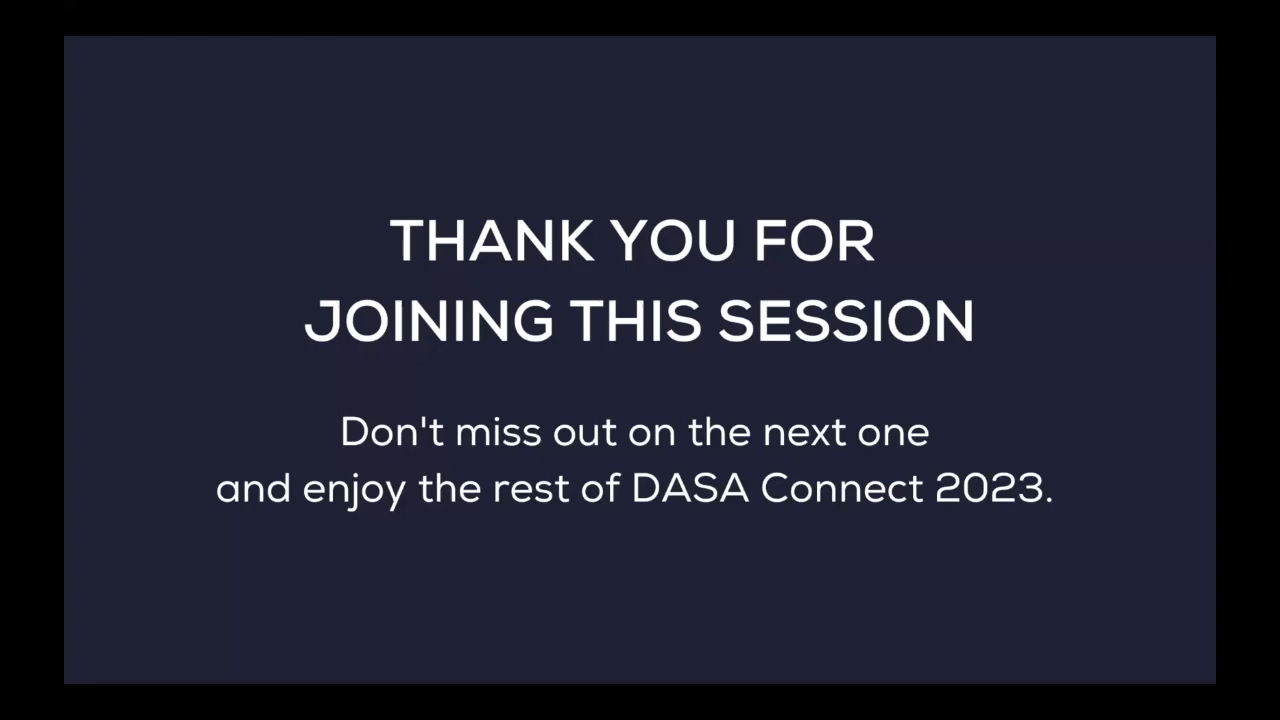 THANK YOU FOR
JOINING THIS SESSION
Don't miss out on the next one
and enjoy the rest of DASA Connect 2023.